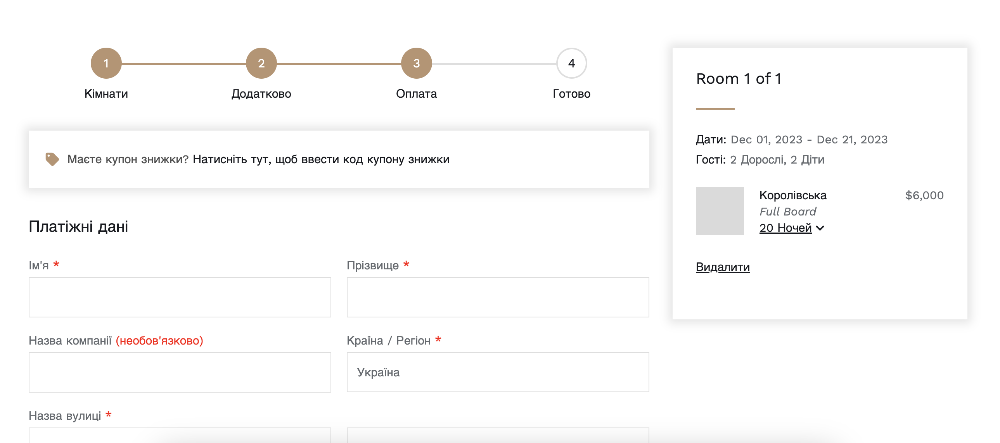 1 2 3 4
Кімнати Додатково Оплата Готово
Маєте купон знижки? Натисніть тут, щоб ввести код купону знижки
Платіжні дані
Ім'я * Прізвище *
Назва компанії (необов'язково) Країна / Регіон *
Україна
Назва вулиці *
Room 1 of 1
Дати: Dec 01, 2023 - Dec 21, 2023
Гості: 2 Дорослі, 2 Діти
Королівська $6,000
Full Board
20 Ночей
Видалити